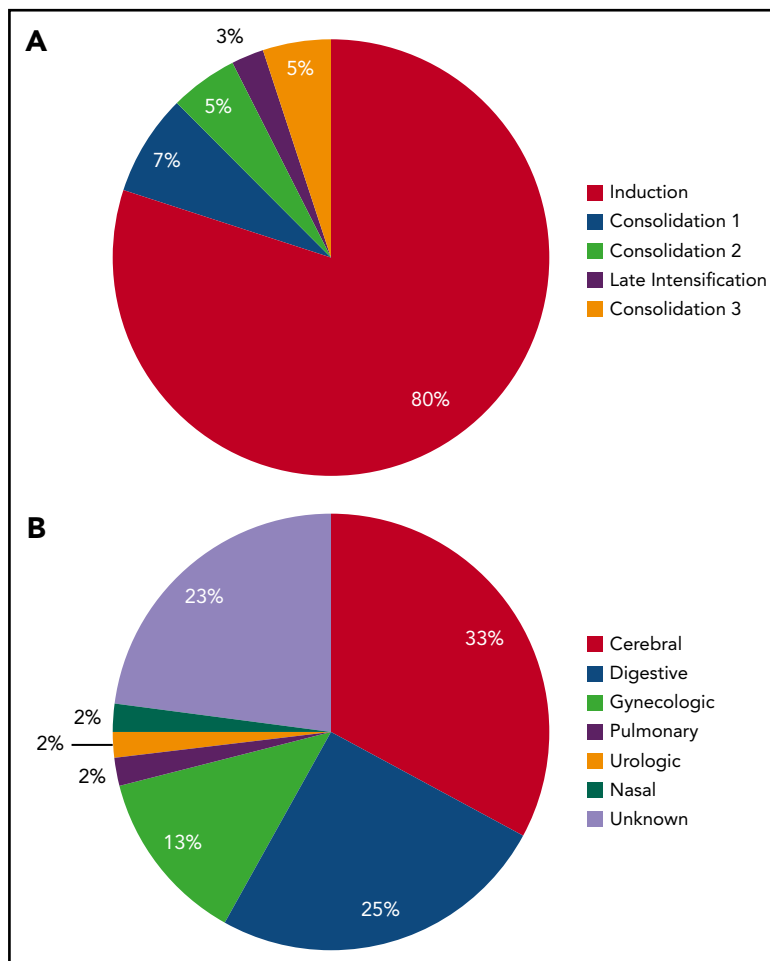 A
3%
5%
5%
7%
80%
Induction
Consolidation 1
Consolidation 2
Late Intensification
Consolidation 3
B
23%
33%
2%
2%
2%
13%
25%
Cerebral
Digestive
Gynecologic
Pulmonary
Urologic
Nasal
Unknown